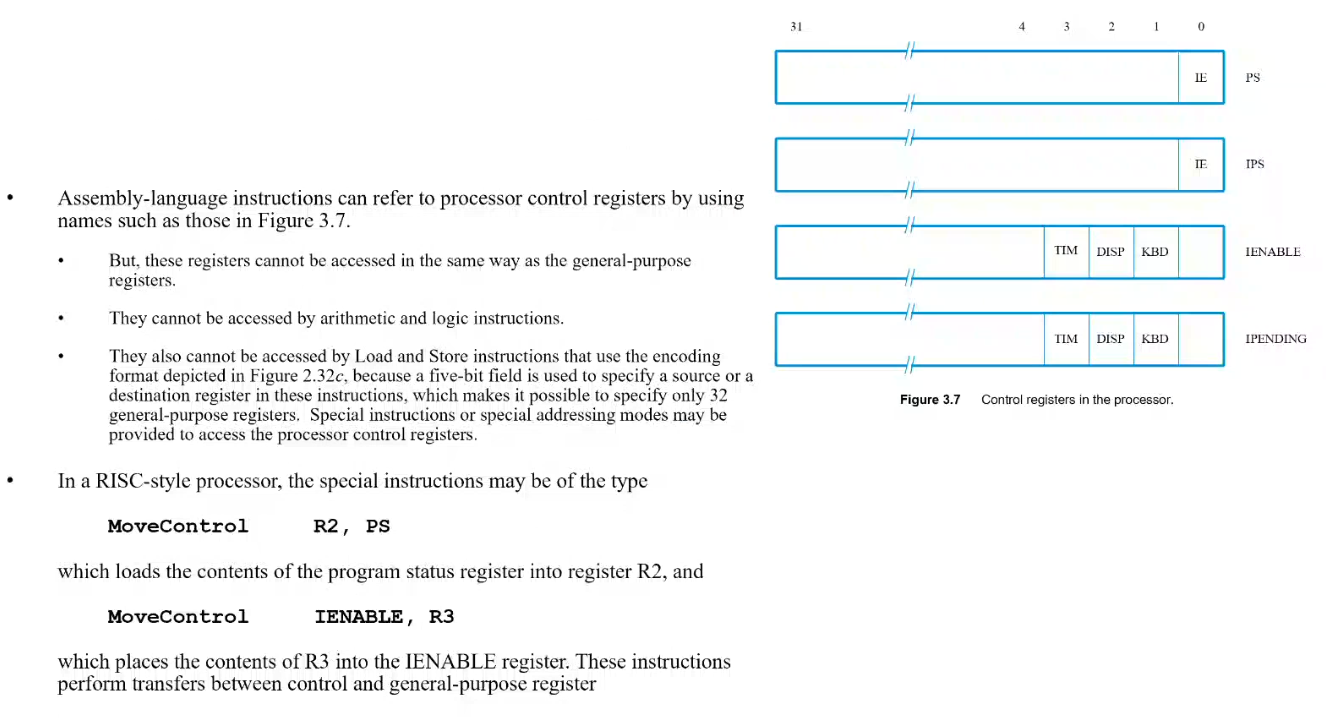 • Assembly-language instructions can refer to processor control registers by using
names such as those in Figure 3.7.
• But, these registers cannot be accessed in the same way as the general-purpose
registers.
• They cannot be accessed by arithmetic and logic instructions.
• They also cannot be accessed by Load and Store instructions that use the encoding
format depicted in Figure 2.32c, because a five-bit field is used to specify a source or a
destination register in these instructions, which makes it possible to specify only 32
general-purpose registers. Special instructions or special addressing modes may be
provided to access the processor control registers.
• In a RISC-style processor, the special instructions may be of the type
MoveControl R2, PS
which loads the contents of the program status register into register R2, and
MoveControl IENABLE, R3
which places the contents of R3 into the IENABLE register. These instructions
perform transfers between control and general-purpose register
31 4 3 2 1 0
IE PS
IE IPS
TIM DISP KBD IENABLE
TIM DISP KBD IPENDING
Figure 3.7 Control registers in the processor.